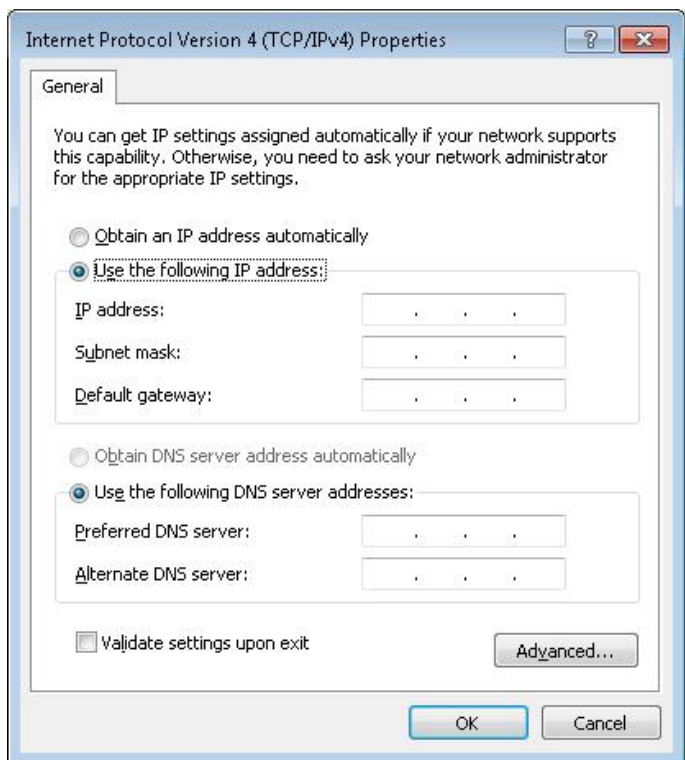 Internet Protocol Version 4 (TCP/IPv4) Properties
General
You can get IP settings assigned automatically if your network supports
this capability. Otherwise, you need to ask your network administrator
for the appropriate IP settings.
Obtain an IP address automatically
Use the following IP address:
IP address: . . .
Subnet mask: . . .
Default gateway: . . .
Obtain DNS server address automatically
Use the following DNS server addresses:
Preferred DNS server: . . .
Alternate DNS server: . . .
Validate settings upon exit
Advanced...
OK Cancel